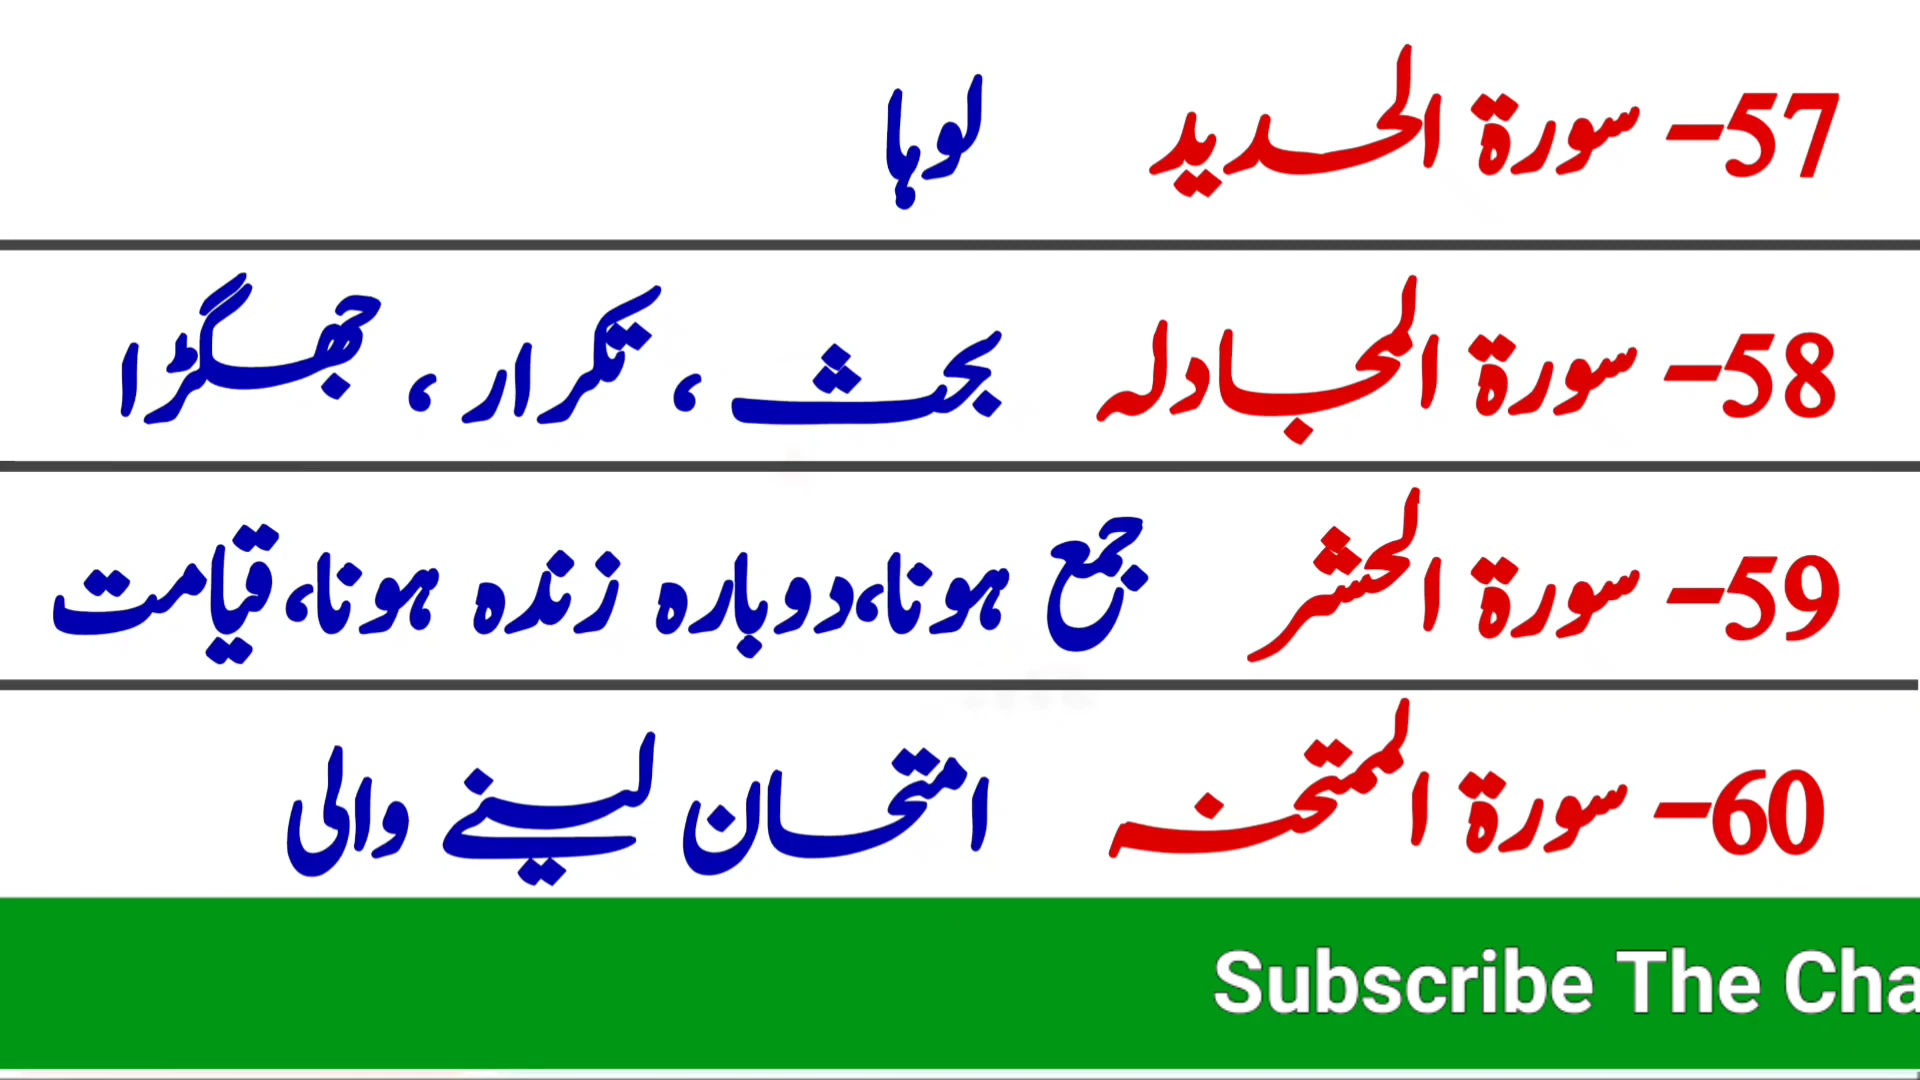 57- سورۃ الحدید لوہا
58- سورۃ المجادلہ بحث ، تکرار ، جھگڑا
59- سورۃ الحشر جمع ہونا،دوبارہ زندہ ہونا،قیامت
60- سورۃ الممتحنہ امتحان لینے والی
Subscribe The Cha